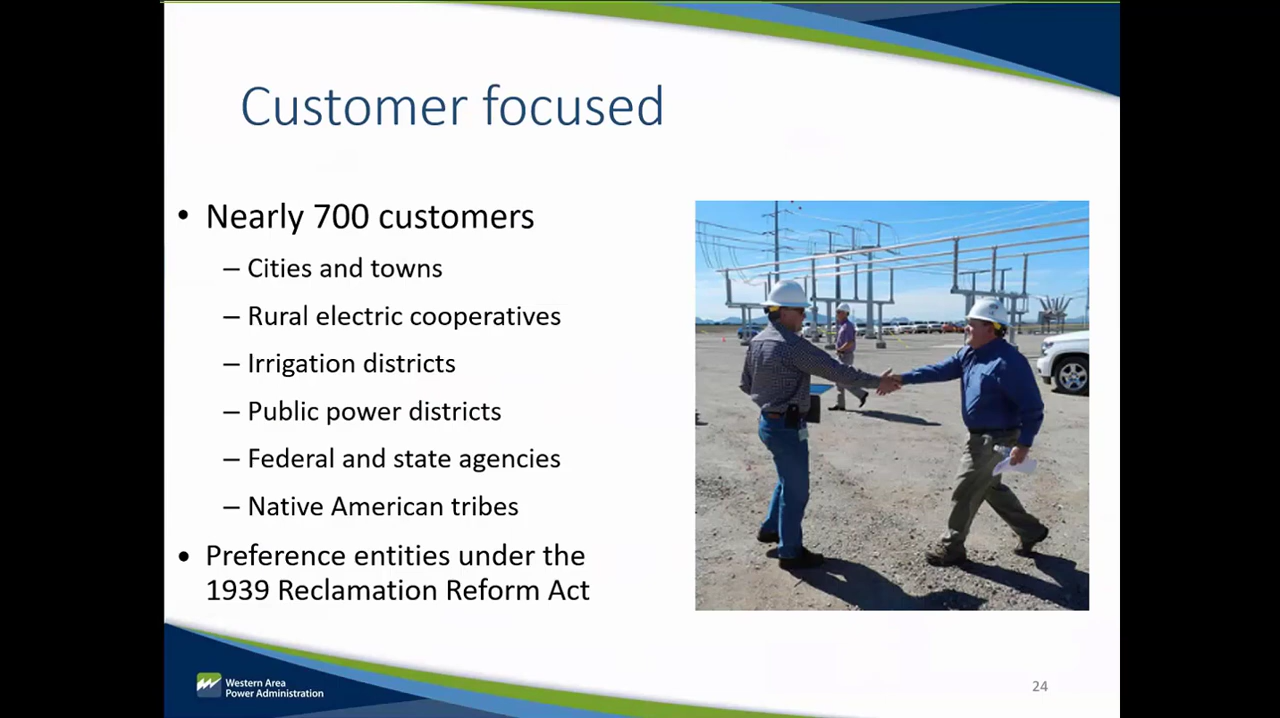 Customer focused
• Nearly 700 customers
– Cities and towns
– Rural electric cooperatives
– Irrigation districts
– Public power districts
– Federal and state agencies
– Native American tribes
• Preference entities under the
1939 Reclamation Reform Act
Western Area
Power Administration
24